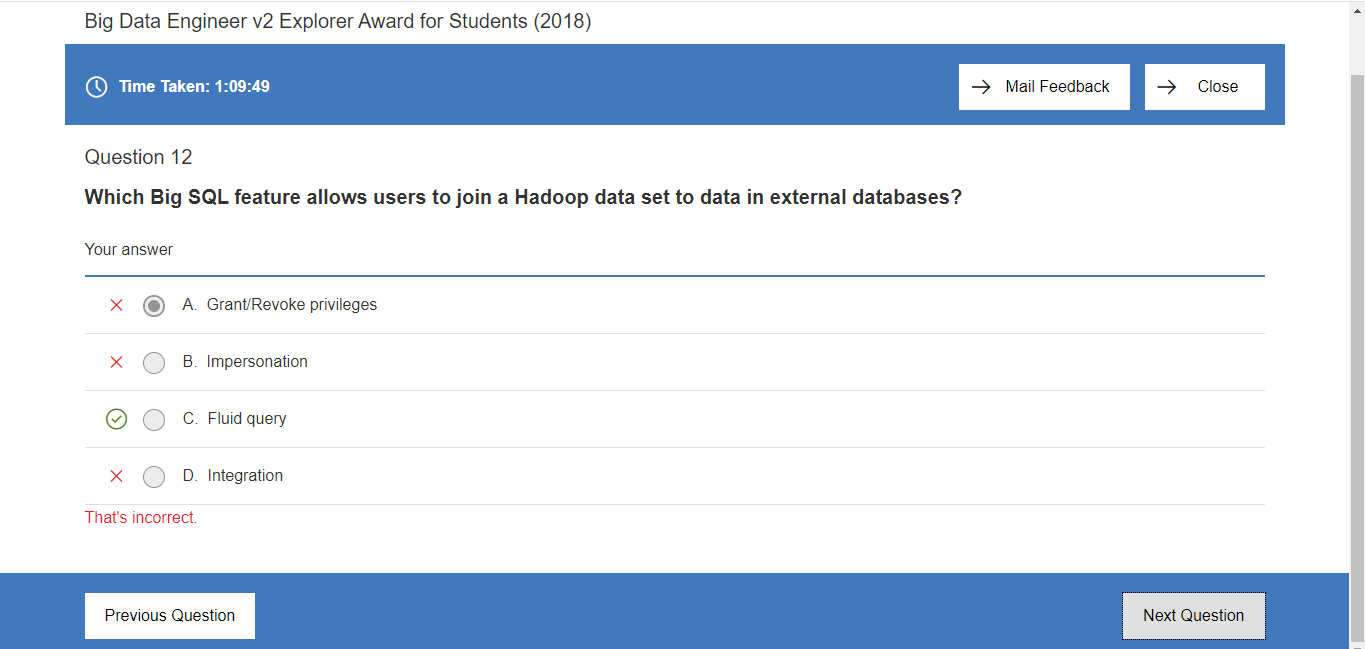 Big Data Engineer v2 Explorer Award for Students (2018)
Time Taken: 1:09:49
Mail Feedback
Close
Question 12
Which Big SQL feature allows users to join a Hadoop data set to data in external databases?
Your answer
A. Grant/Revoke privileges
B. Impersonation
C. Fluid query
D. Integration
That's incorrect.
Previous Question
Next Question